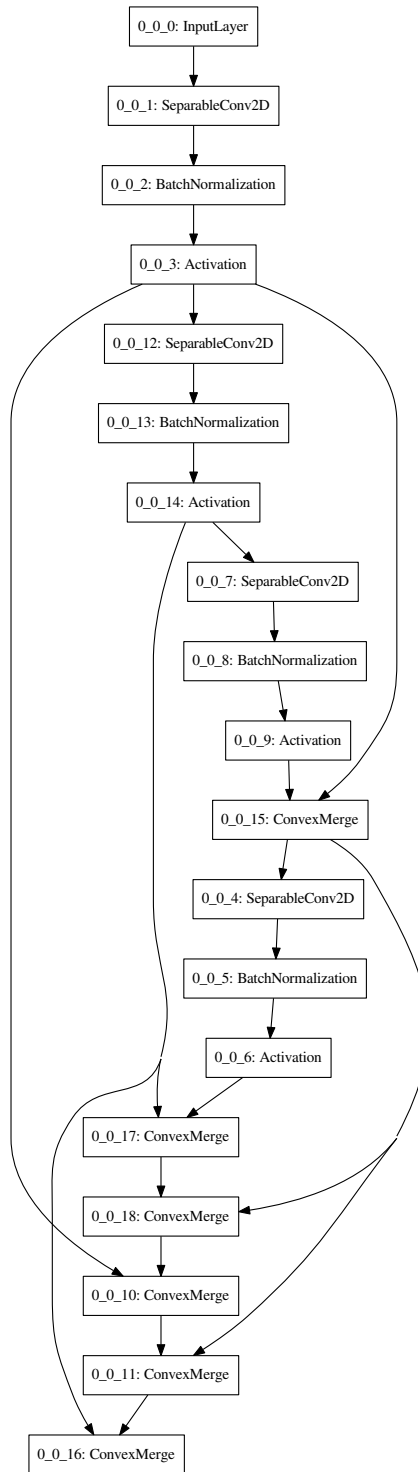 0_0_0: InputLayer
0_0_1: SeparableConv2D
0_0_2: BatchNormalization
0_0_3: Activation
0_0_12: SeparableConv2D
0_0_13: BatchNormalization
0_0_14: Activation
0_0_7: SeparableConv2D
0_0_8: BatchNormalization
0_0_9: Activation
0_0_15: ConvexMerge
0_0_4: SeparableConv2D
0_0_5: BatchNormalization
0_0_6: Activation
0_0_17: ConvexMerge
0_0_18: ConvexMerge
0_0_10: ConvexMerge
0_0_11: ConvexMerge
0_0_16: ConvexMerge